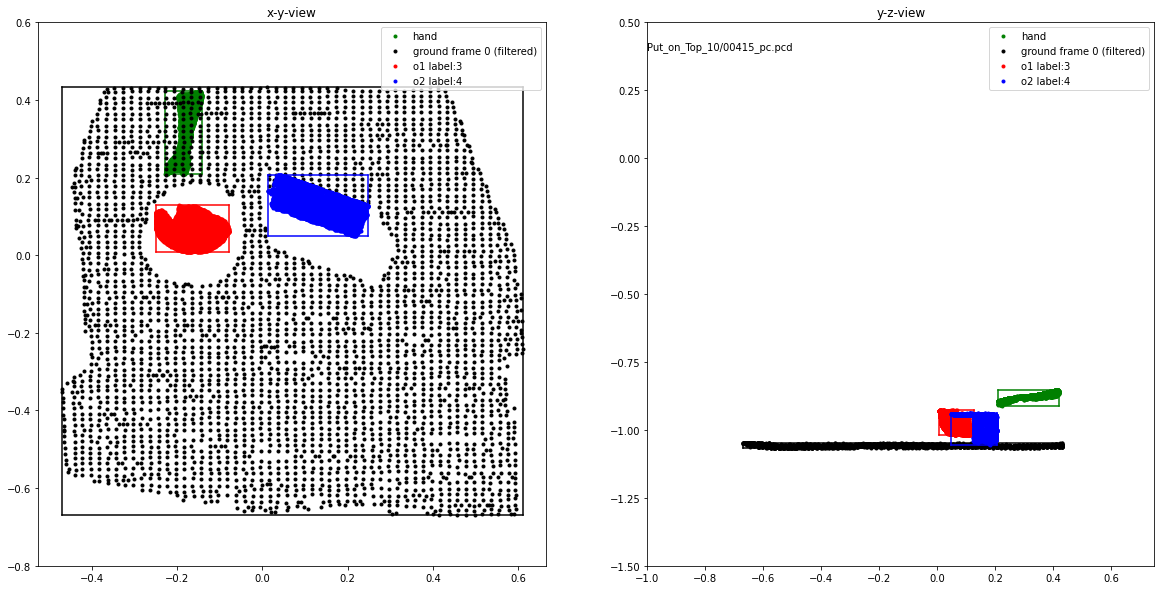 x-y-view
hand
ground frame 0 (filtered)
o1 label:3
o2 label:4
0.6
0.4
0.2
0.0
−0.2
−0.4
−0.6
−0.8
−0.4
−0.2
0.0
0.2
0.4
0.6
y-z-view
Put_on_Top_10/00415_pc.pcd
hand
ground frame 0 (filtered)
o1 label:3
o2 label:4
0.50
0.25
0.00
−0.25
−0.50
−0.75
−1.00
−1.25
−1.50
−1.0
−0.8
−0.6
−0.4
−0.2
0.0
0.2
0.4
0.6